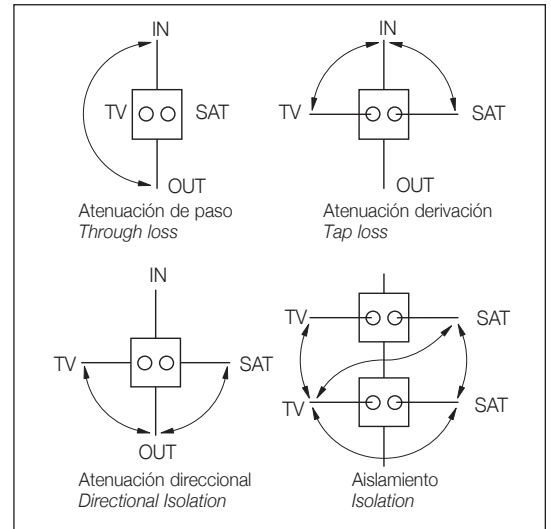 IN
TV SAT
OUT
Atenuación de paso
Through loss
IN
TV SAT
OUT
Atenuación derivación
Tap loss
IN
TV SAT
OUT
Atenuación direccional
Directional Isolation
TV SAT
TV SAT
Aislamiento
Isolation